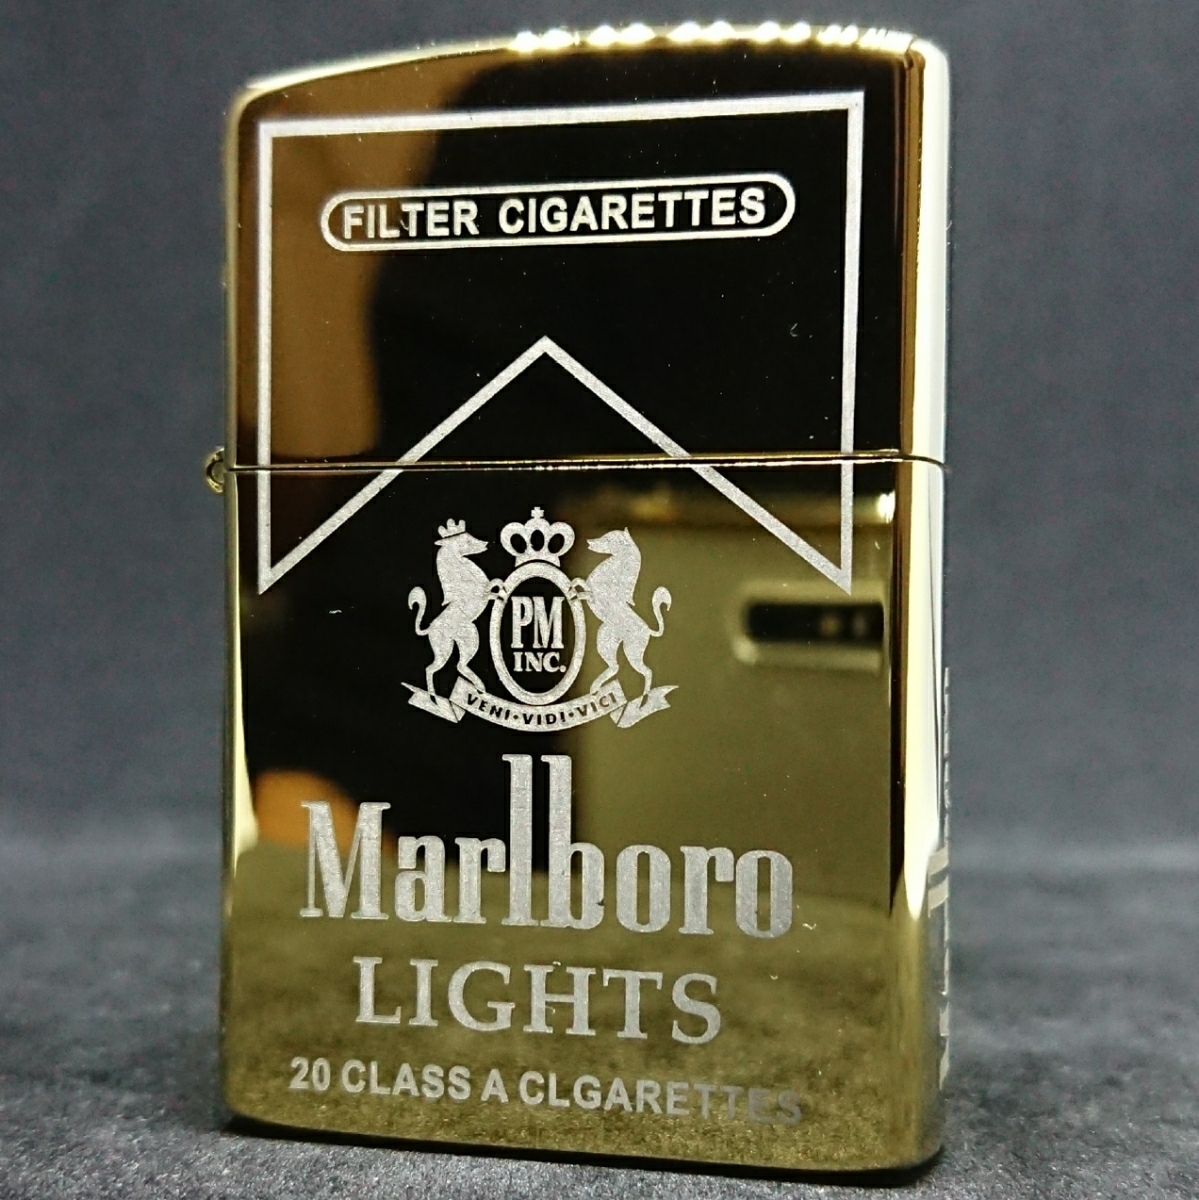 FILTER CIGARETTES
PM
INC.
VENI·VIDI·VICI
Marlboro
LIGHTS
20 CLASS A CLGARETTES